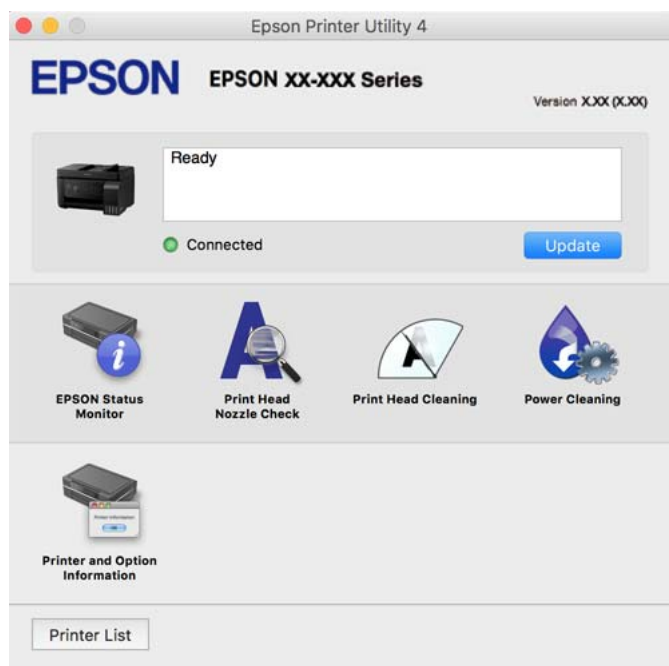 Epson Printer Utility 4
EPSON
EPSON XX-XXX Series
Version X.XX (X.XX)
Ready
Connected
Update
EPSON Status
Monitor
Print Head
Nozzle Check
Print Head Cleaning
Power Cleaning
Printer and Option
Information
Printer List